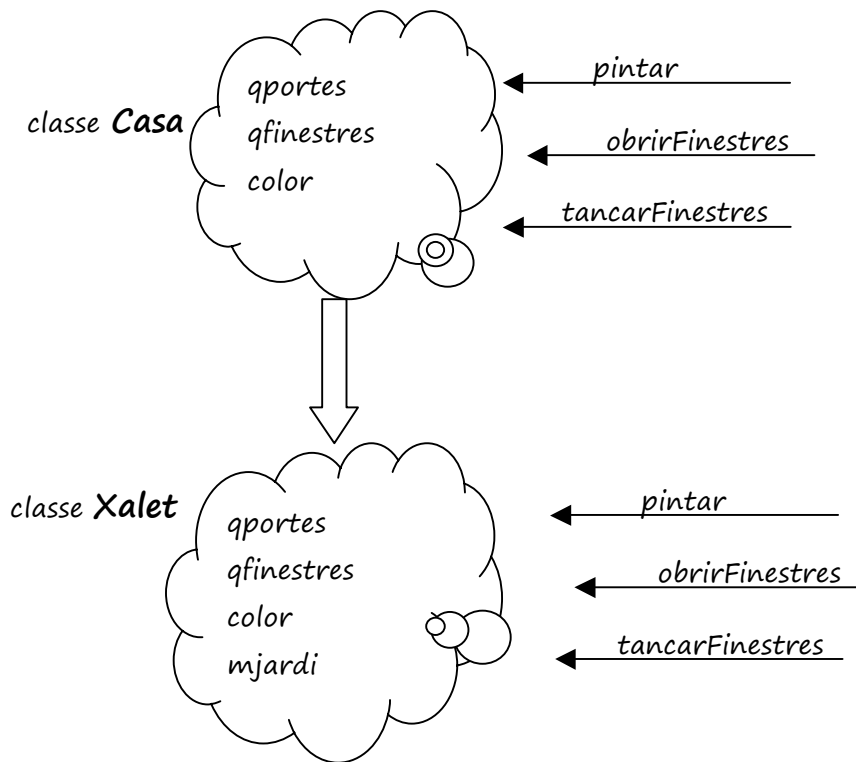 pintar
qportes
classe Casa
qfinestres
obrirFinestres
color
tancarFinestres
classe Xalet
pintar
qportes
qfinestres
obrirFinestres
color
tancarFinestres
mjardi